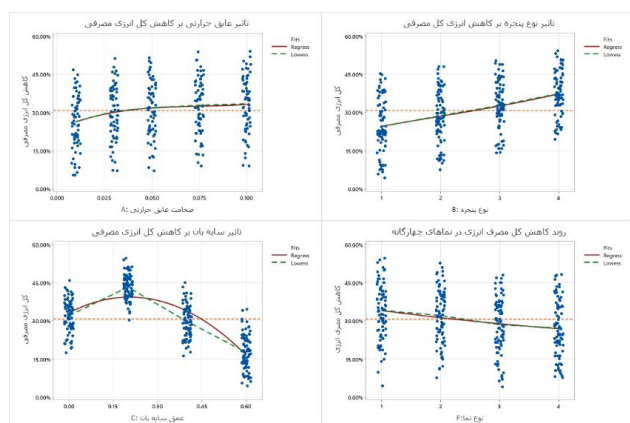 تاثیر عایق حرارتی بر کاهش کل انرژی مصرفی
Fits
Regress
Lowess
60.00%
45.00%
30.00%
15.00%
0.00%
کاهش کل انرژی مصرفی
0.000 0.025 0.050 0.075 0.100
A: ضخامت عایق حرارتی
تاثیر نوع پنجره بر کاهش انرژی کل مصرفی
Fits
Regress
Lowess
60.00%
45.00%
30.00%
15.00%
0.00%
کاهش کل انرژی مصرفی
1 2 3 4
B: نوع پنجره
تاثیر سایه بان بر کاهش کل انرژی مصرفی
Fits
Regress
Lowess
60.00%
45.00%
30.00%
15.00%
0.00%
کاهش کل انرژی مصرفی
0.00 0.15 0.30 0.45 0.60
C: عمق سایه بان
روند کاهش کل مصرف انرژی در نماهای چهارگانه
Fits
Regress
Lowess
60.00%
45.00%
30.00%
15.00%
0.00%
کاهش کل مصرف انرژی
1 2 3 4
F: نوع نما